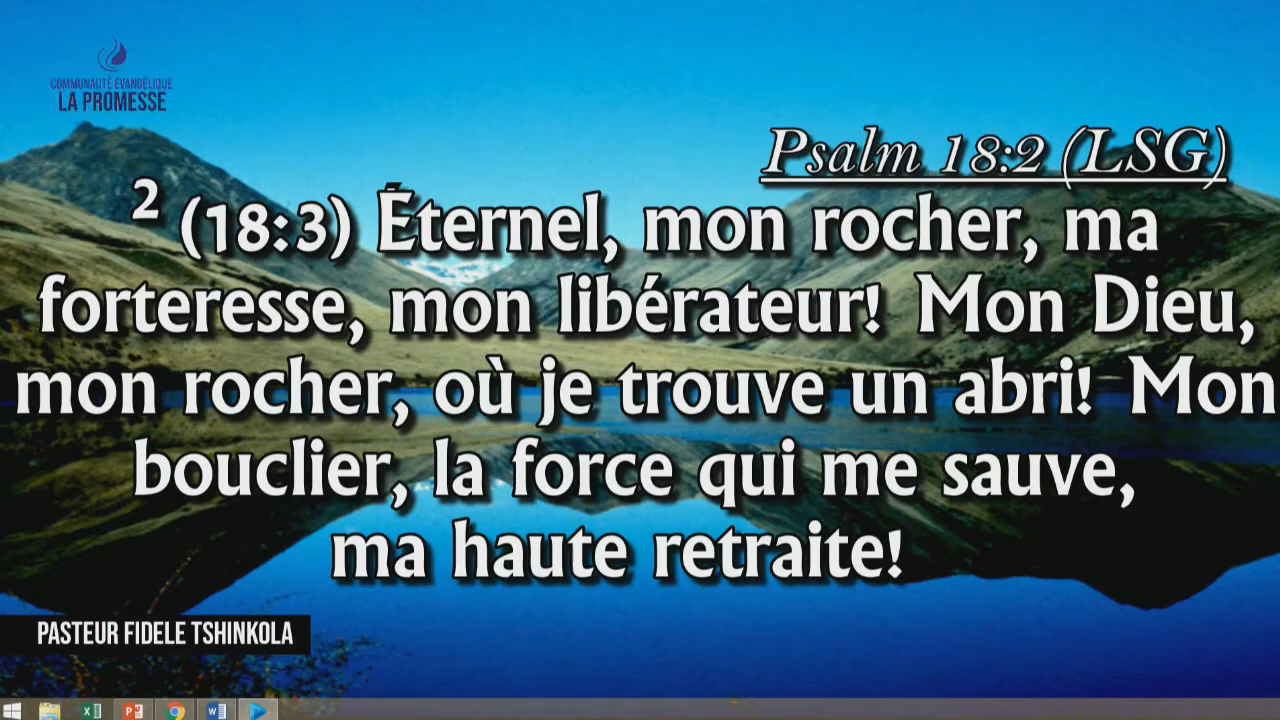 COMMUNAUTÉ ÉVANGÉLIQUE
LA PROMESSE
Psalm 18:2 (LSG)
2 (18:3) Éternel, mon rocher, ma
forteresse, mon libérateur! Mon Dieu,
mon rocher, où je trouve un abri! Mon
bouclier, la force qui me sauve,
ma haute retraite!
PASTEUR FIDELE TSHINKOLA